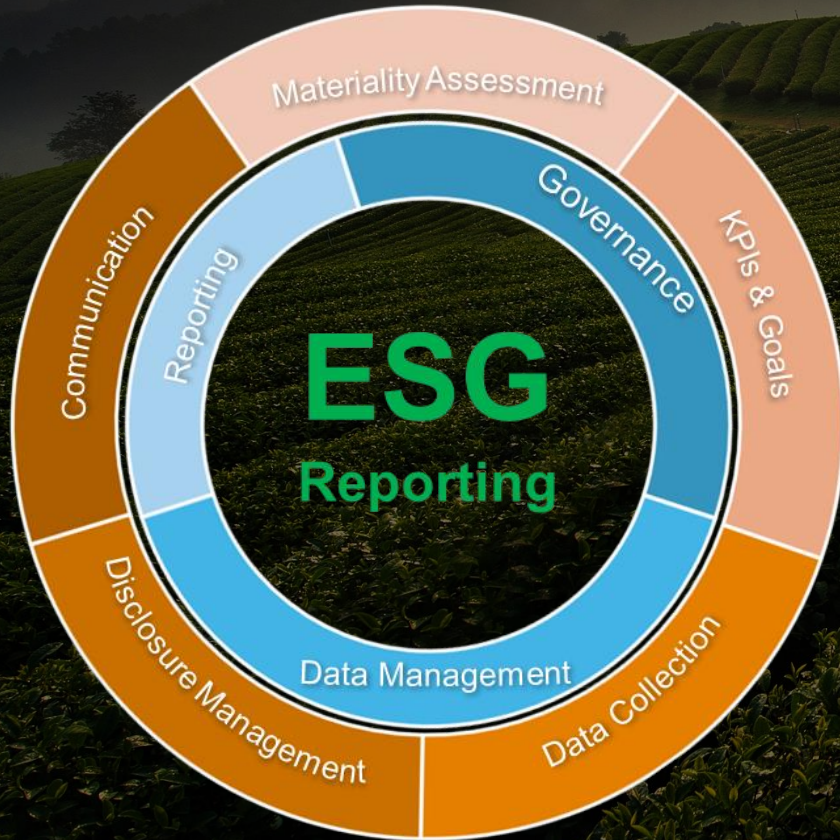 Materiality Assessment
Governance
KPIs & Goals
Communication
Reporting
ESG
Reporting
Data Management
Data Collection
Disclosure Management